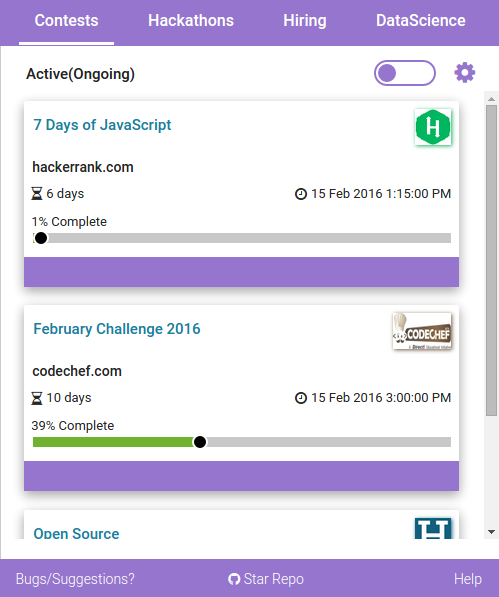 Contests Hackathons Hiring DataScience
Active(Ongoing)
7 Days of JavaScript
H
hackerrank.com
6 days 15 Feb 2016 1:15:00 PM
1% Complete
February Challenge 2016
CODECHEF
codechef.com
10 days 15 Feb 2016 3:00:00 PM
39% Complete
Open Source
Bugs/Suggestions? Star Repo Help